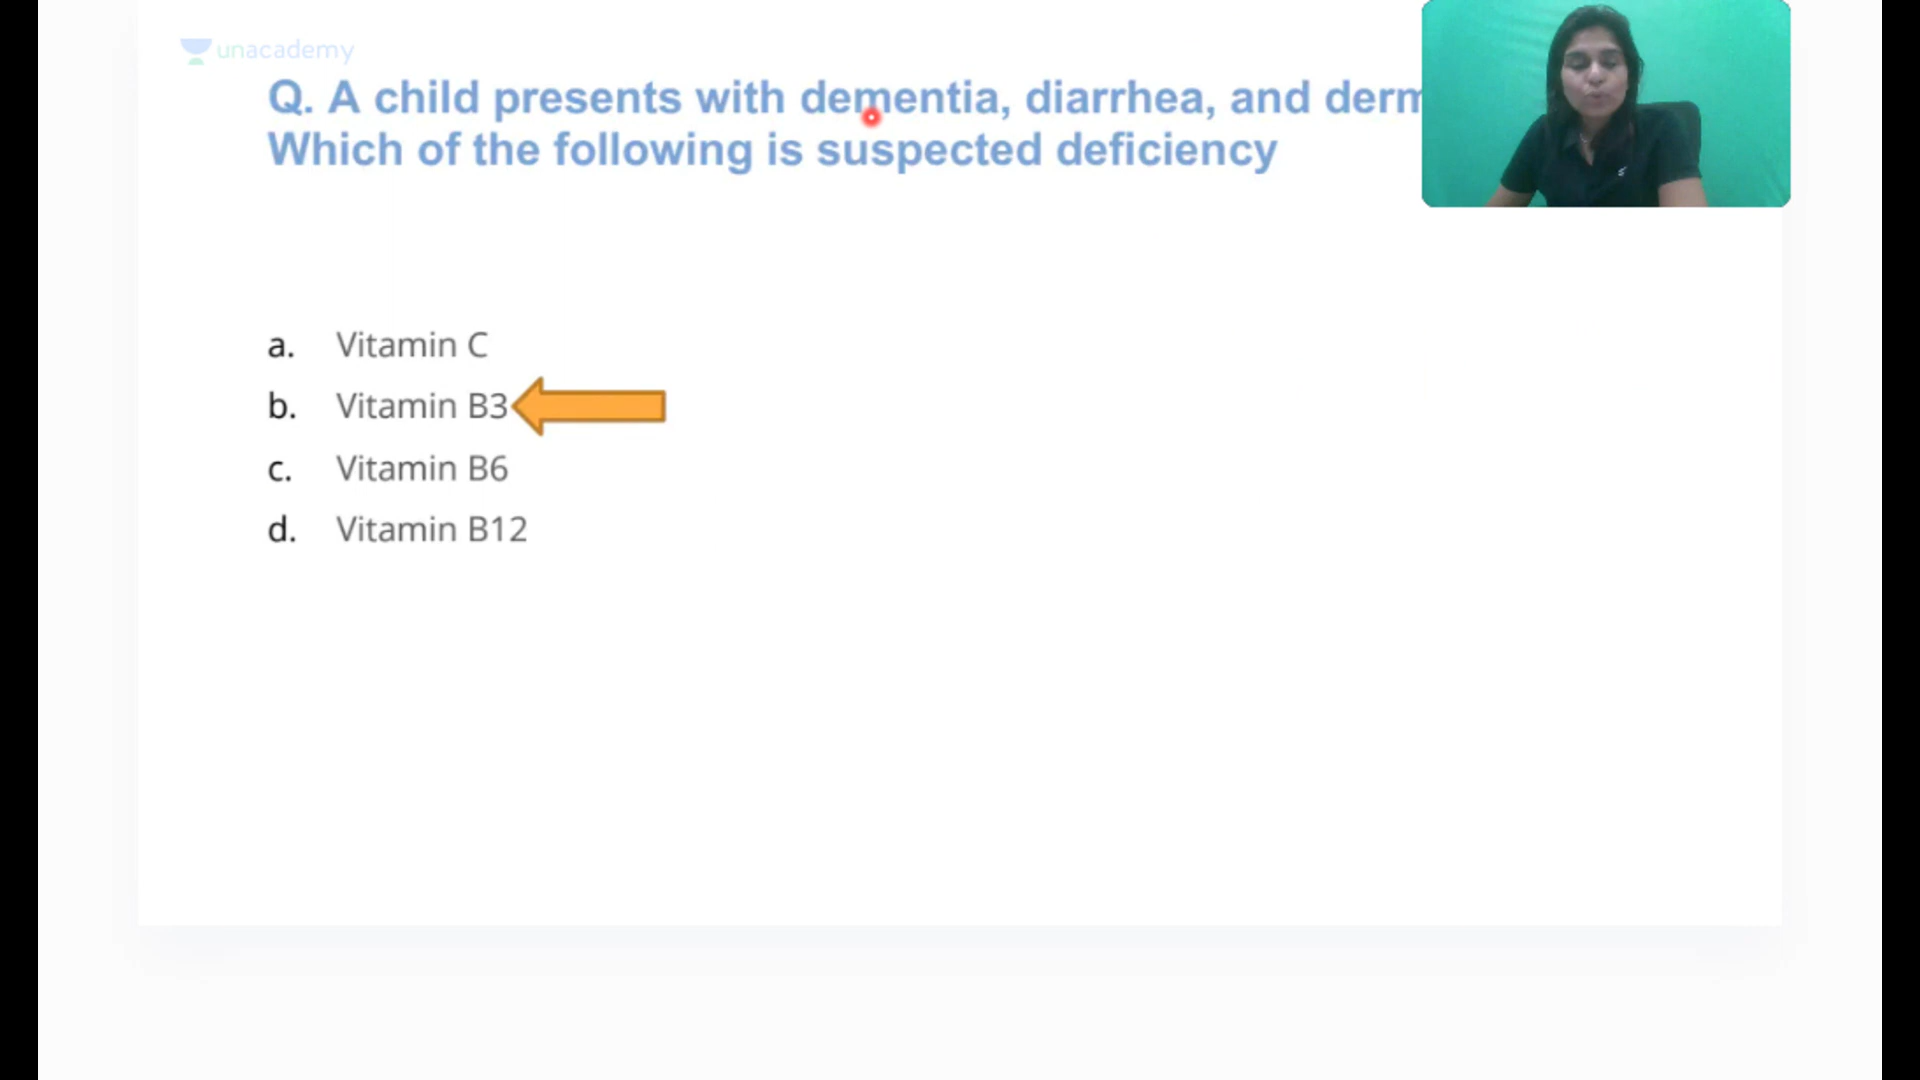 unacademy
Q. A child presents with dementia, diarrhea, and
Which of the following is suspected deficiency
a. Vitamin C
b. Vitamin B3
c. Vitamin B6
d. Vitamin B12